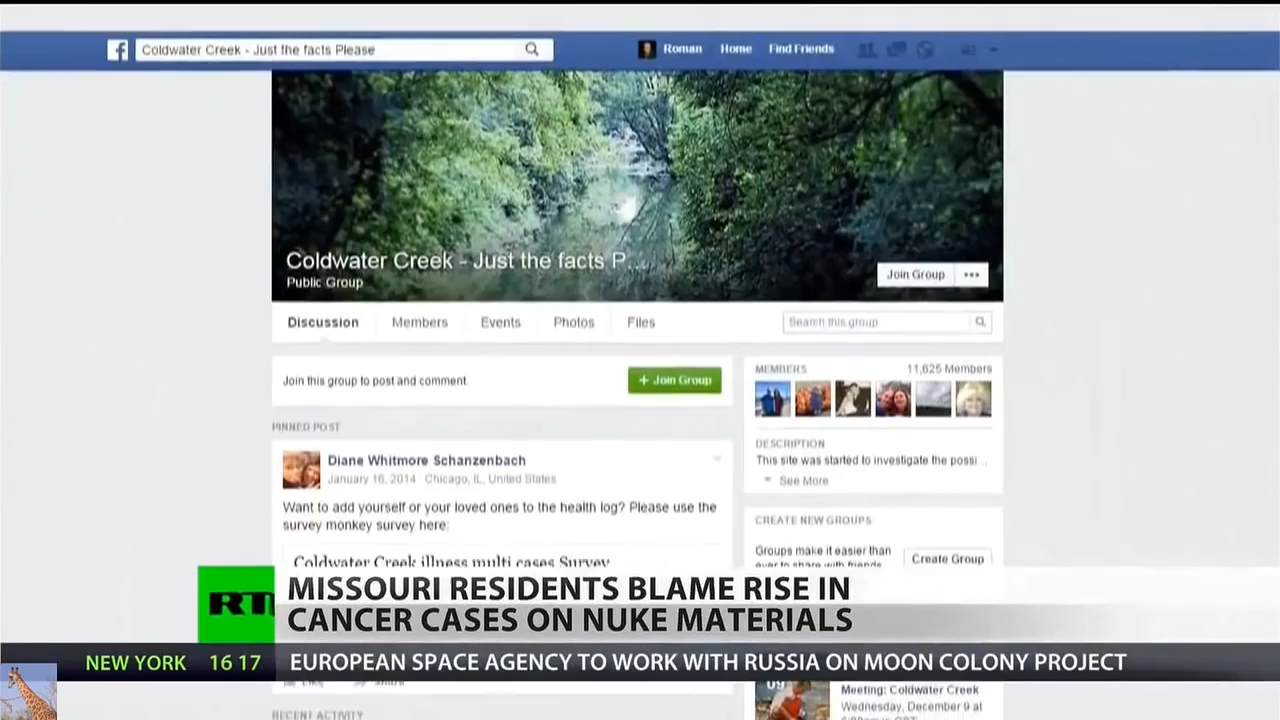 Coldwater Creek - Just the facts Please
Roman Home Find Friends
Coldwater Creek - Just the facts P...
Public Group
Join Group
Discussion Members Events Photos Files
Search this group
Join this group to post and comment.
+ Join Group
MEMBERS 11,625 Members
PINNED POST
Diane Whitmore Schanzenbach
January 16, 2014 Chicago, IL, United States
Want to add yourself or your loved ones to the health log? Please use the
survey monkey survey here:
Coldwater Creek illness multi cases Survey
DESCRIPTION
This site was started to investigate the possi...
See More
CREATE NEW GROUPS
Groups make it easier than
ever to share with friends
Create Group
RT
MISSOURI RESIDENTS BLAME RISE IN
CANCER CASES ON NUKE MATERIALS
NEW YORK 16 17 EUROPEAN SPACE AGENCY TO WORK WITH RUSSIA ON MOON COLONY PROJECT
09
Meeting: Coldwater Creek
Wednesday, December 9 at
RECENT ACTIVITY